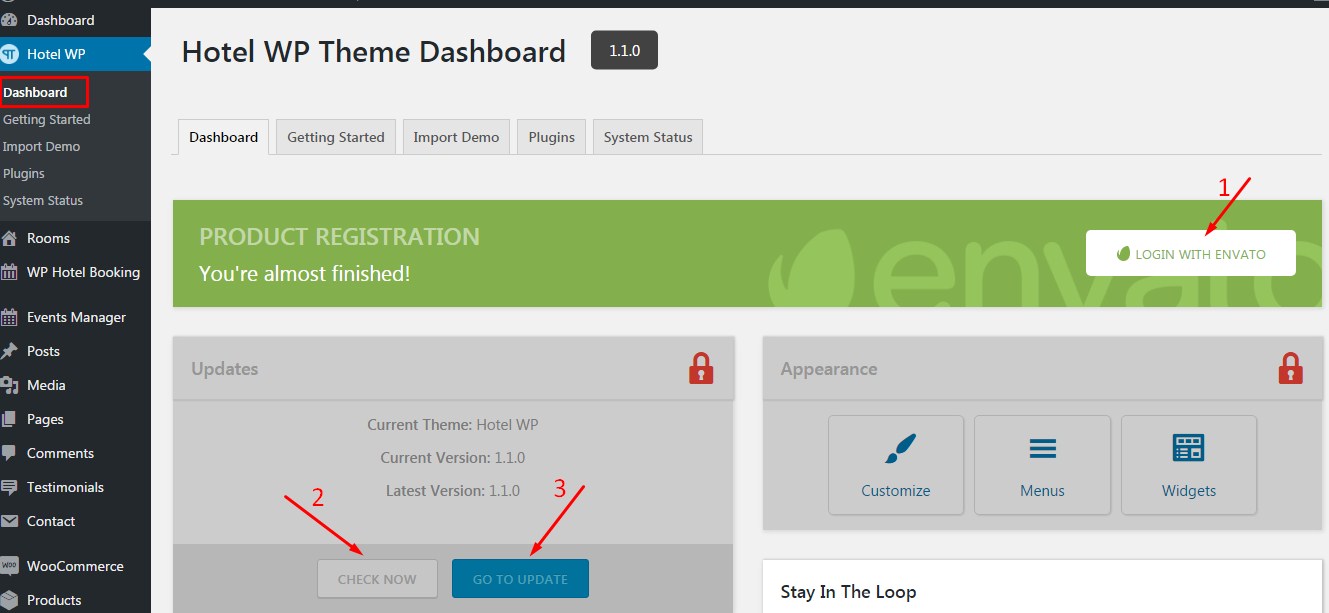 Dashboard
Hotel WP
Dashboard
Getting Started
Import Demo
Plugins
System Status
Rooms
WP Hotel Booking
Events Manager
Posts
Media
Pages
Comments
Testimonials
Contact
WooCommerce
Products
Hotel WP Theme Dashboard 1.1.0
Dashboard Getting Started Import Demo Plugins System Status
1
PRODUCT REGISTRATION
You're almost finished!
envato
LOGIN WITH ENVATO
Updates
Current Theme: Hotel WP
Current Version: 1.1.0
Latest Version: 1.1.0
2 3
CHECK NOW GO TO UPDATE
Appearance
Customize Menus Widgets
Stay In The Loop